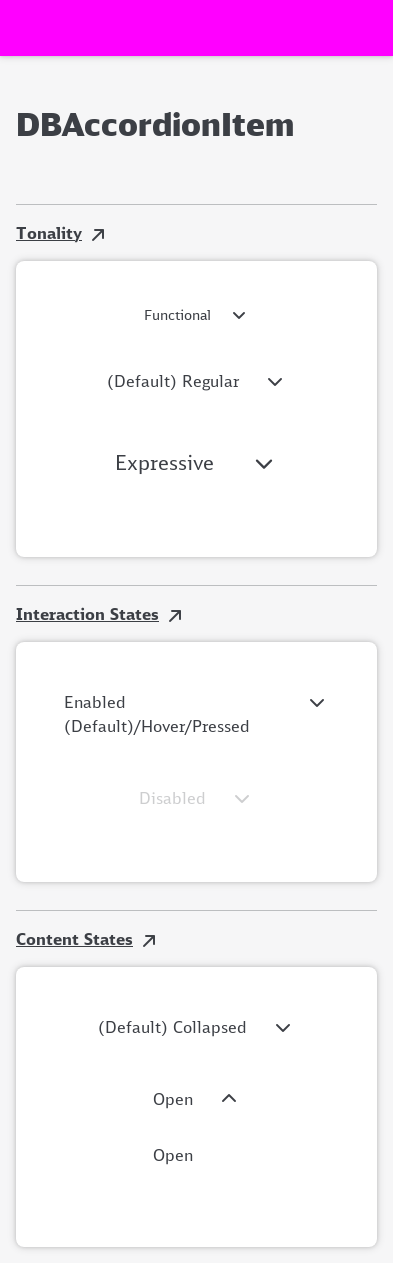 DBAccordionItem
Tonality
Functional
(Default) Regular
Expressive
Interaction States
Enabled
(Default)/Hover/Pressed
Disabled
Content States
(Default) Collapsed
Open
Open